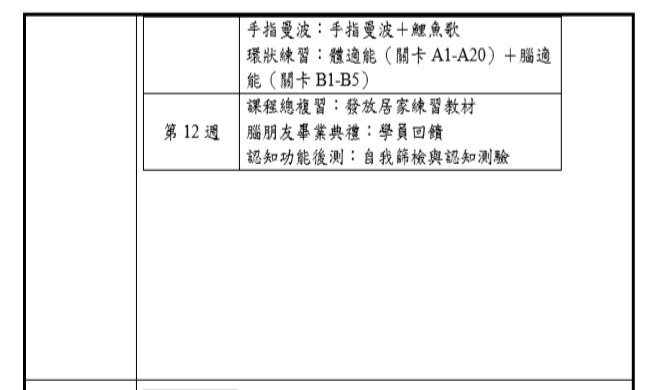 手指曼波：手指曼波＋鯉魚歌
環狀練習：體適能（關卡 A1-A20）＋腦適
能（關卡 B1-B5）
第 12 週
課程總複習：發放居家練習教材
腦朋友畢業典禮：學員回饋
認知功能後測：自我篩檢與認知測驗